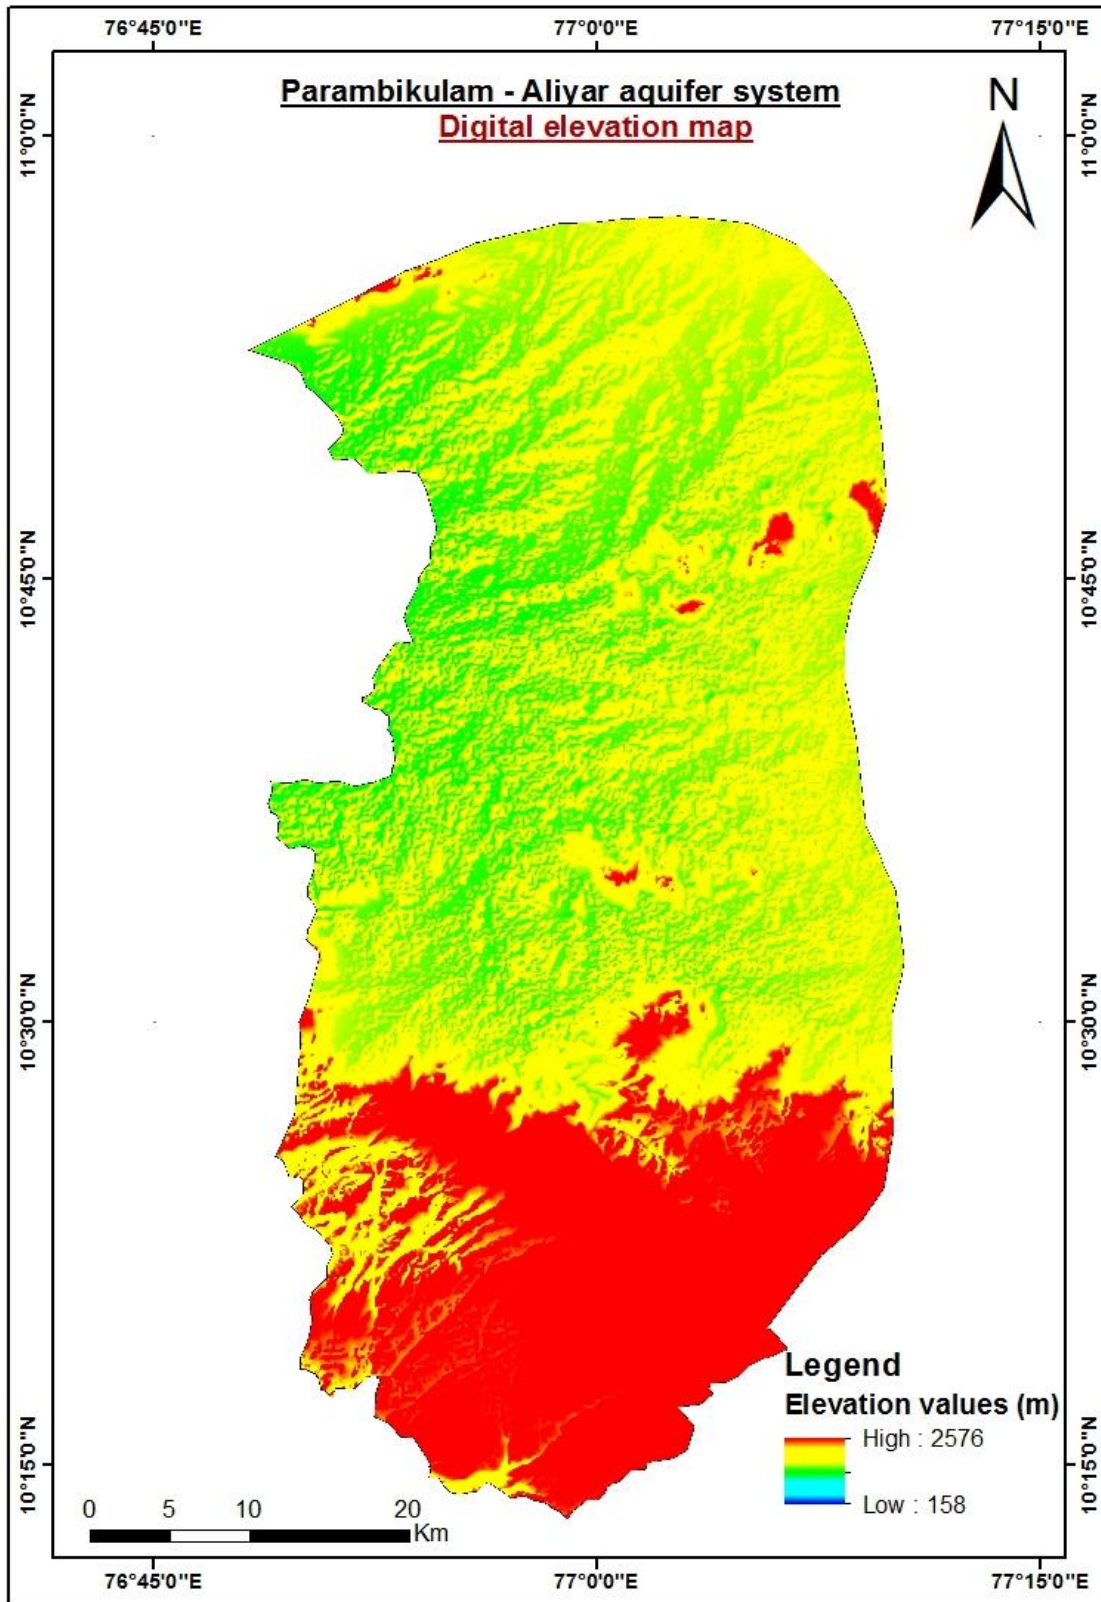 76°45'0"E 77°0'0"E 77°15'0"E
Parambikulam - Aliyar aquifer system
Digital elevation map
N
11°0'0"N 11°0'0"N
10°45'0"N 10°45'0"N
10°30'0"N 10°30'0"N
10°15'0"N 10°15'0"N
Legend
Elevation values (m)
High : 2576
Low : 158
0 5 10 20
Km
76°45'0"E 77°0'0"E 77°15'0"E